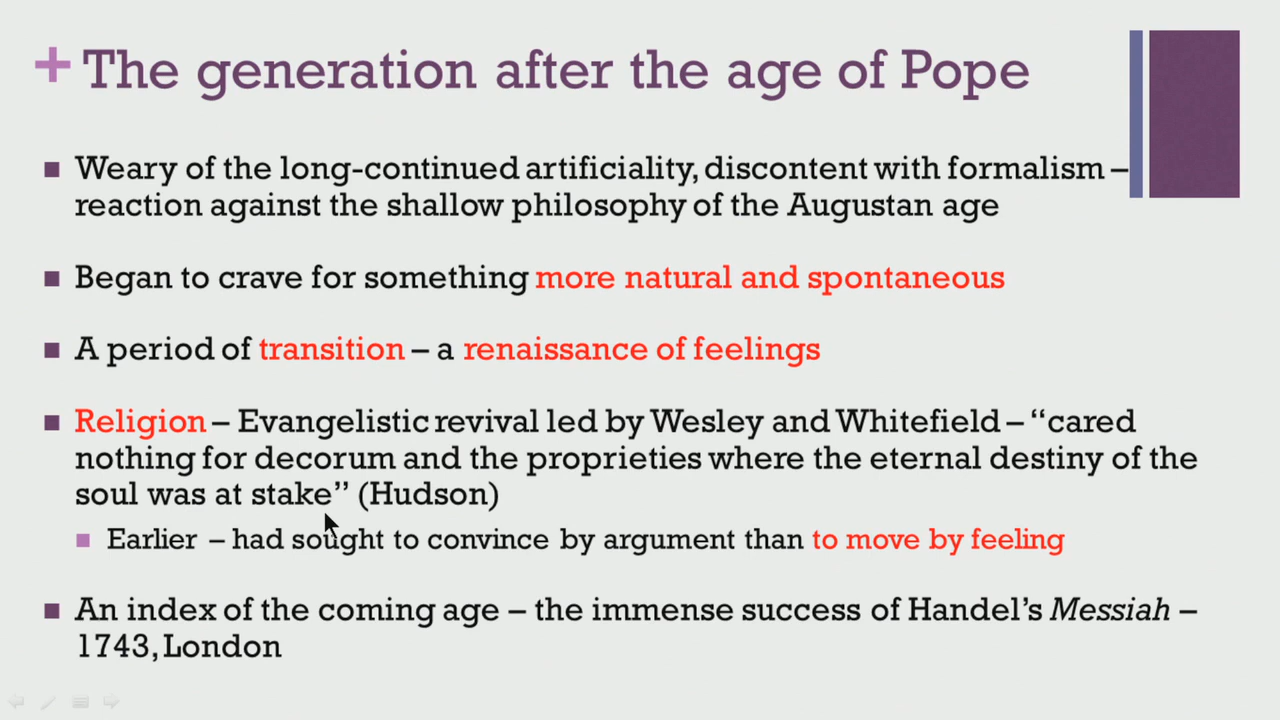 + The generation after the age of Pope
Weary of the long-continued artificiality, discontent with formalism –
reaction against the shallow philosophy of the Augustan age
Began to crave for something more natural and spontaneous
A period of transition – a renaissance of feelings
Religion – Evangelistic revival led by Wesley and Whitefield – “cared
nothing for decorum and the proprieties where the eternal destiny of the
soul was at stake” (Hudson)
Earlier – had sought to convince by argument than to move by feeling
An index of the coming age – the immense success of Handel’s Messiah –
1743, London